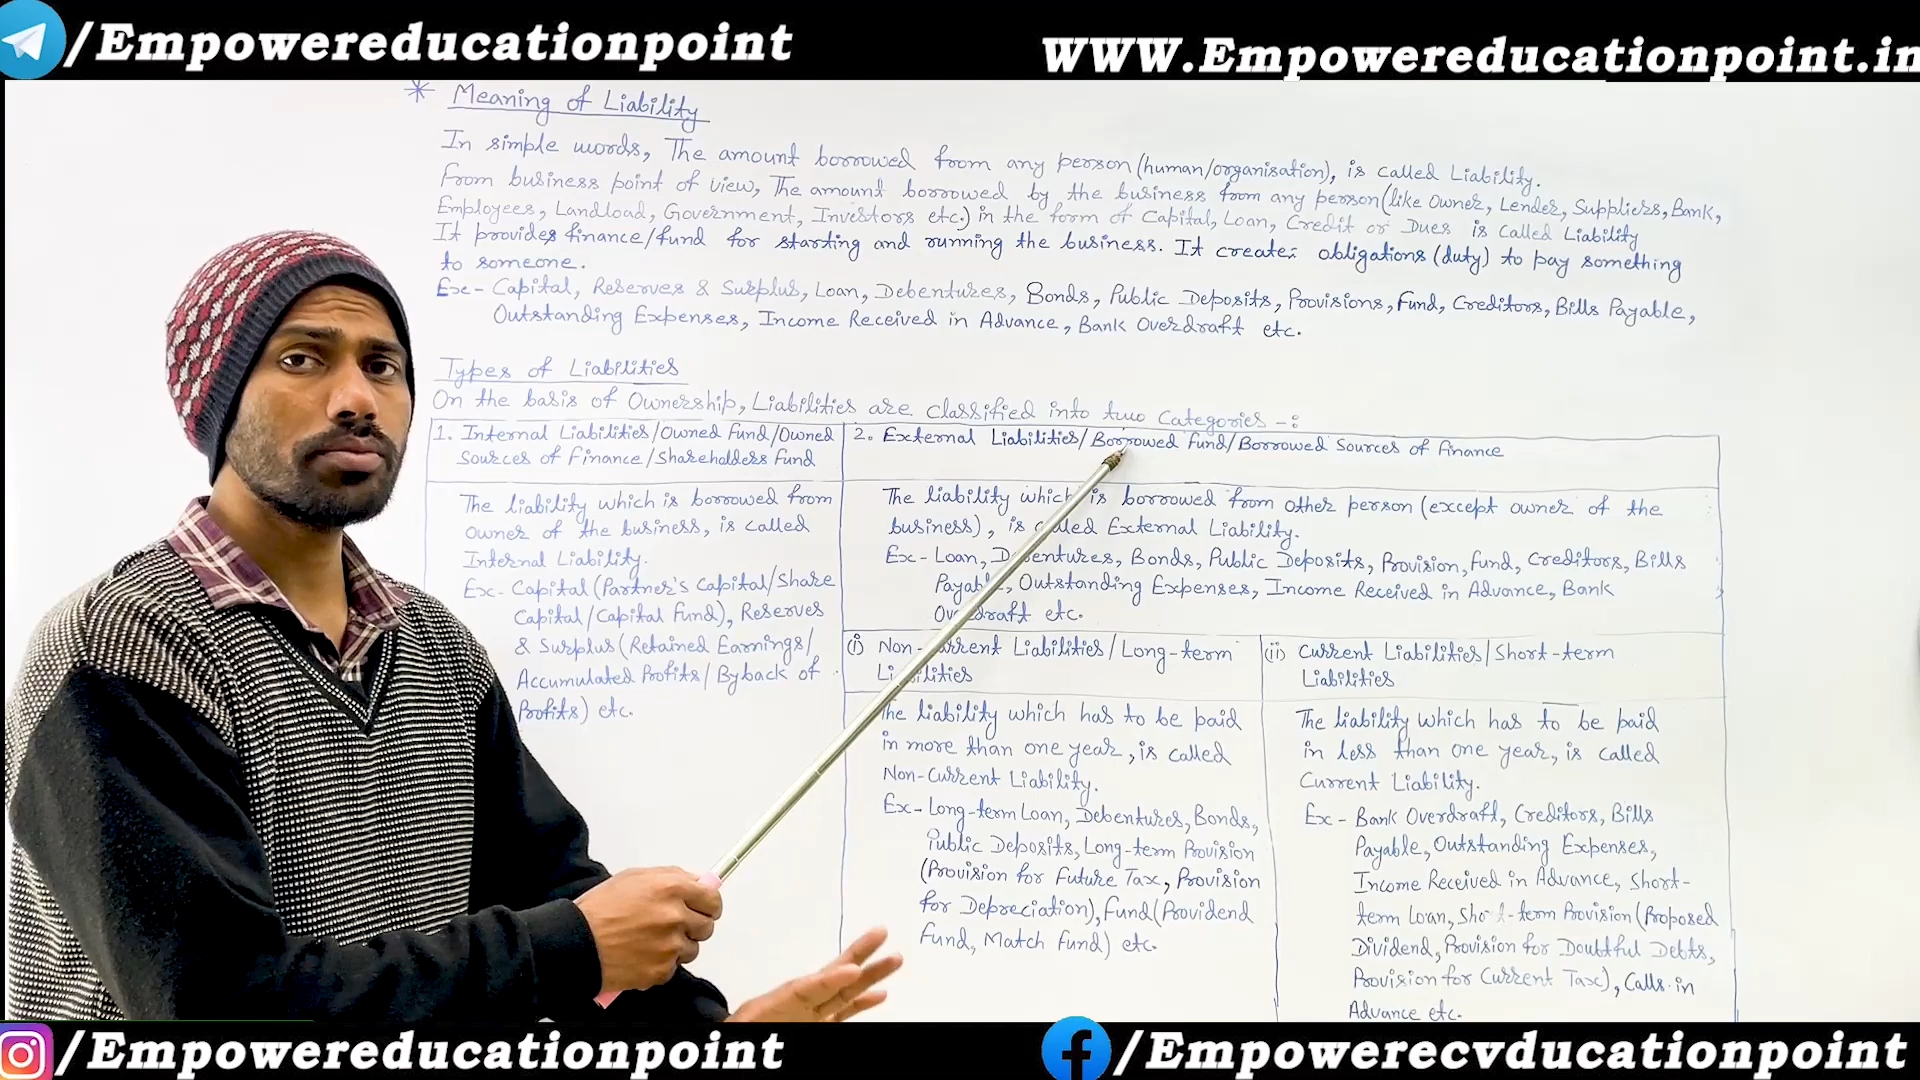 /Empowereducationpoint
WWW.Empowereducationpoint.in
* Meaning of Liability
In simple words, The amount borrowed from any person (human/organisation), is called Liability.
From business point of view, The amount borrowed by the business from any person (like Owner, Lender, Suppliers, Bank,
Employees, Landload, Government, Investors etc.) in the form of Capital, Loan, Credit or Dues is called Liability
It provides finance/fund for starting and running the business. It creates obligations (duty) to pay something
to someone.
Ex- Capital, Reserves & Surplus, Loan, Debentures, Bonds, Public Deposits, Provisions, Fund, Creditors, Bills Payable,
Outstanding Expenses, Income Received in Advance, Bank Overdraft etc.
Types of Liabilities
On the basis of Ownership, Liabilities are classified into two Categories -:
1. Internal Liabilities/Owned Fund/Owned
Sources of Finance/Shareholders Fund
The liability which is borrowed from
owner of the business, is called
Internal Liability.
Ex- Capital (Partner's Capital/Share
Capital/Capital Fund), Reserves
& Surplus (Retained Earnings/
Accumulated Profits/Byback of
Profits) etc.
2. External Liabilities/Borrowed Fund/Borrowed Sources of Finance
The liability which is borrowed from other person (except owner of the
business), is called External Liability.
Ex- Loan, Debentures, Bonds, Public Deposits, Provision, Fund, Creditors, Bills
Payable, Outstanding Expenses, Income Received in Advance, Bank
Overdraft etc.
(i) Non-Current Liabilities/Long-term
Liabilities
The liability which has to be paid
in more than one year, is called
Non-Current Liability.
Ex- Long-term Loan, Debentures, Bonds,
Public Deposits, Long-term Provision
(Provision for Future Tax, Provision
for Depreciation), Fund (Providend
Fund, Match Fund) etc.
(ii) Current Liabilities/Short-term
Liabilities
The liability which has to be paid
in less than one year, is called
Current Liability.
Ex- Bank Overdraft, Creditors, Bills
Payable, Outstanding Expenses,
Income Received in Advance, Short-
term Loan, Short-term Provision (Proposed
Dividend, Provision for Doubtful Debts,
Provision for Current Tax), Calls-in
Advance etc.
/Empowereducationpoint
/Empowerecvducationpoint